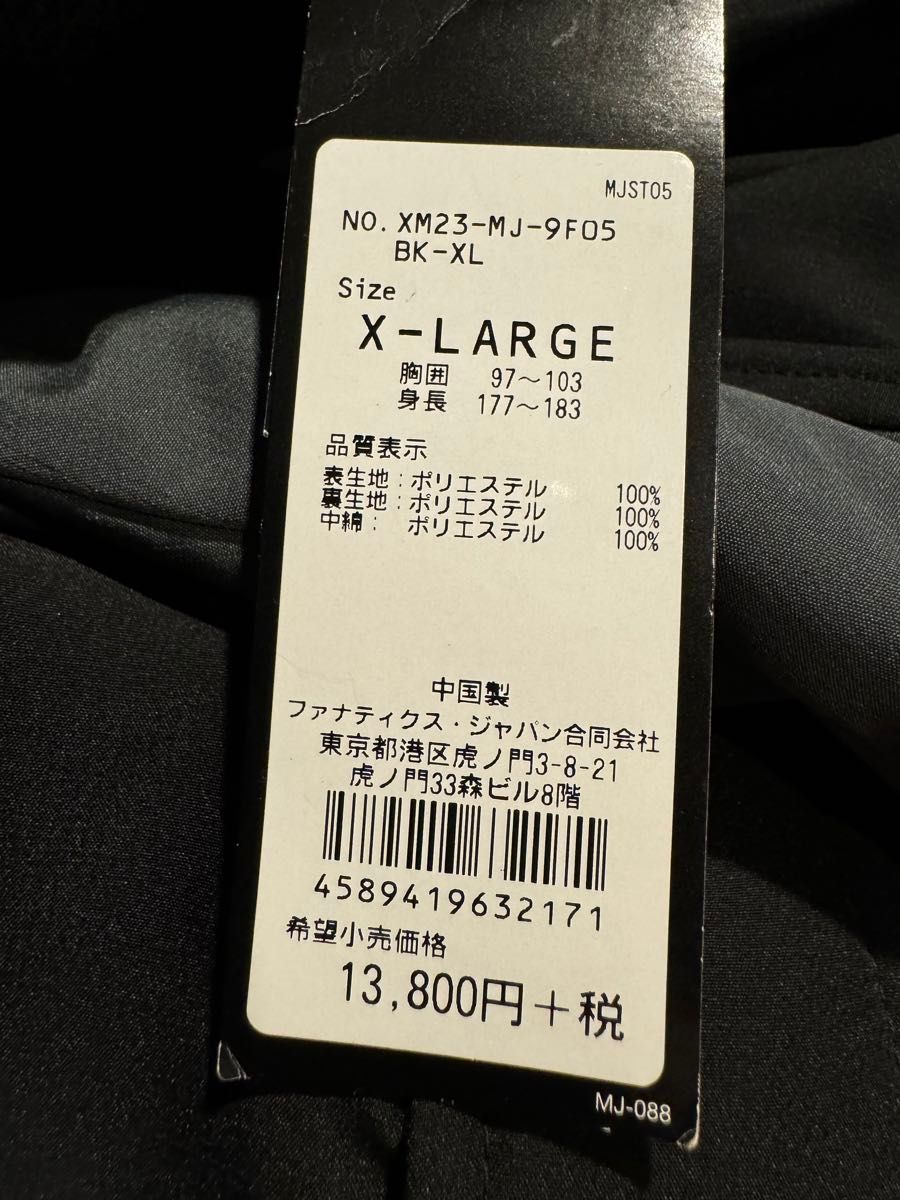 MJST05
NO. XM23-MJ-9F05
BK-XL
Size
X-LARGE
胸囲 97～103
身長 177～183
品質表示
表生地：ポリエステル 100%
裏生地：ポリエステル 100%
中綿： ポリエステル 100%
中国製
ファナティクス・ジャパン合同会社
東京都港区虎ノ門3-8-21
虎ノ門33森ビル8階
4589419632171
希望小売価格
13,800円＋税
MJ-088